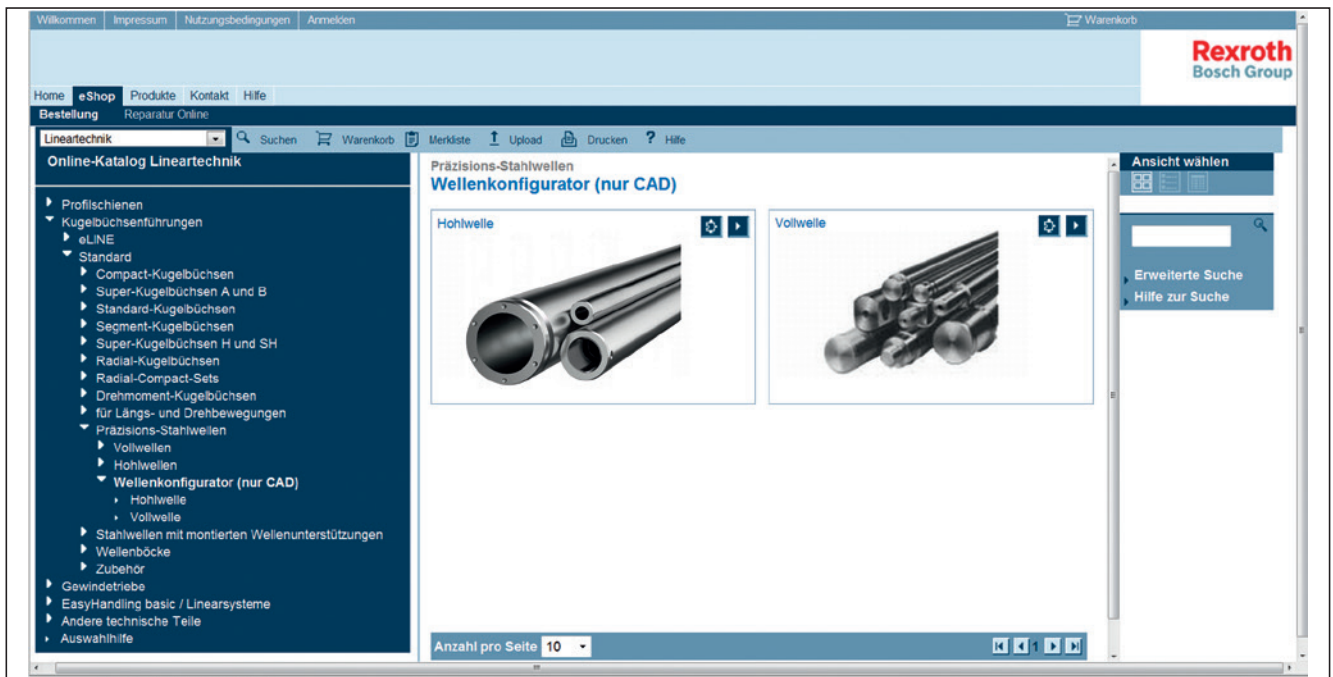 Willkommen Impressum Nutzungsbedingungen Anmelden Warenkorb
Rexroth
Bosch Group
Home eShop Produkte Kontakt Hilfe
Bestellung Reparatur Online
Lineartechnik Suchen Warenkorb Merkliste Upload Drucken ? Hilfe
Online-Katalog Lineartechnik
Profilschienen
Kugelbüchsenführungen
eLINE
Standard
Compact-Kugelbüchsen
Super-Kugelbüchsen A und B
Standard-Kugelbüchsen
Segment-Kugelbüchsen
Super-Kugelbüchsen H und SH
Radial-Kugelbüchsen
Radial-Compact-Sets
Drehmoment-Kugelbüchsen
für Längs- und Drehbewegungen
Präzisions-Stahlwellen
Vollwellen
Hohlwellen
Wellenkonfigurator (nur CAD)
Hohlwelle
Vollwelle
Stahlwellen mit montierten Wellenunterstützungen
Wellenböcke
Zubehör
Gewindetriebe
EasyHandling basic / Linearsysteme
Andere technische Teile
Auswahlhilfe
Präzisions-Stahlwellen
Wellenkonfigurator (nur CAD)
Hohlwelle
Vollwelle
Anzahl pro Seite 10
1
Ansicht wählen
Erweiterte Suche
Hilfe zur Suche